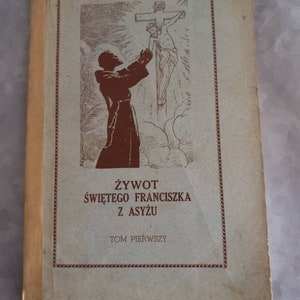 ŻYWOT
ŚWIĘTEGO FRANCISZKA
Z ASYŻU
TOM PIERWSZY